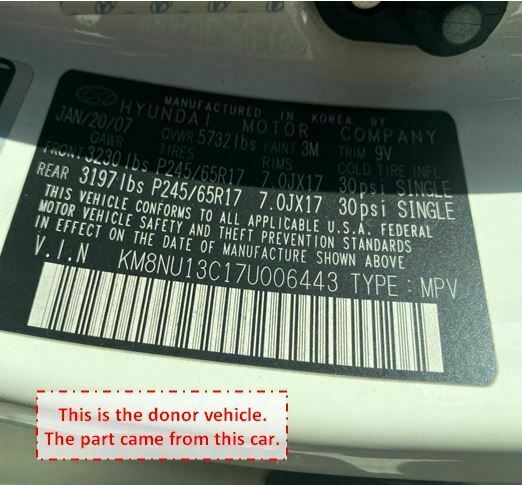 MANUFACTURED IN KOREA BY
HYUNDAI MOTOR COMPANY
JAN/20/07 GVWR 5732lbs PAINT 3M TRIM 9V
GAWR TIRES RIMS COLD TIRE INFL
FRONT 3230 lbs P245/65R17 7.0JX17 30psi SINGLE
REAR 3197lbs P245/65R17 7.0JX17 30psi SINGLE
THIS VEHICLE CONFORMS TO ALL APPLICABLE U.S.A. FEDERAL
MOTOR VEHICLE SAFETY AND THEFT PREVENTION STANDARDS
IN EFFECT ON THE DATE OF MANUFACTURE SHOWN ABOVE
V.I.N KM8NU13C17U006443 TYPE : MPV
This is the donor vehicle.
The part came from this car.